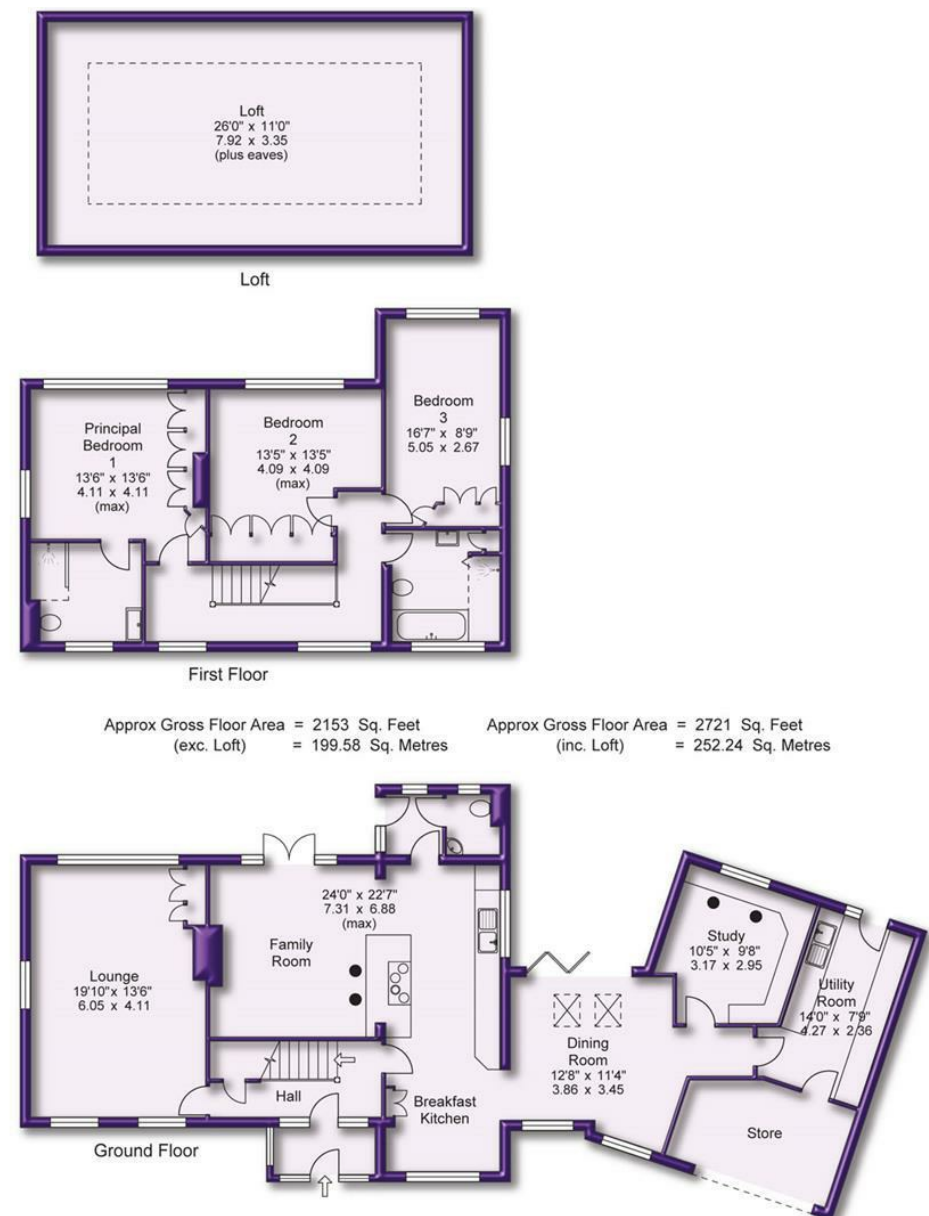 Loft
26'0" x 11'0"
7.92 x 3.35
(plus eaves)
Loft
Principal
Bedroom
1
13'6" x 13'6"
4.11 x 4.11
(max)
Bedroom
2
13'5" x 13'5"
4.09 x 4.09
(max)
Bedroom
3
16'7" x 8'9"
5.05 x 2.67
First Floor
Approx Gross Floor Area = 2153 Sq. Feet
(exc. Loft) = 199.58 Sq. Metres
Approx Gross Floor Area = 2721 Sq. Feet
(inc. Loft) = 252.24 Sq. Metres
24'0" x 22'7"
7.31 x 6.88
(max)
Family
Room
Lounge
19'10" x 13'6"
6.05 x 4.11
Study
10'5" x 9'8"
3.17 x 2.95
Utility
Room
14'0" x 7'9"
4.27 x 2.36
Dining
Room
12'8" x 11'4"
3.86 x 3.45
Hall
Breakfast
Kitchen
Store
Ground Floor